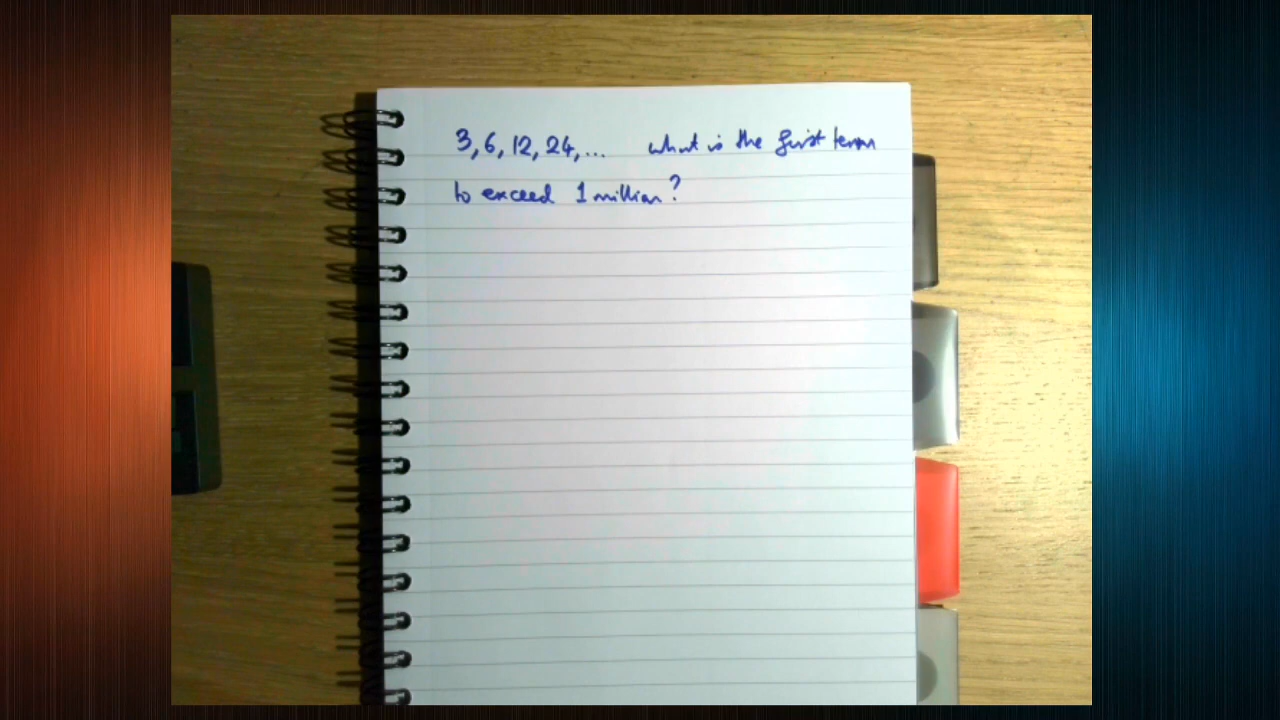 3, 6, 12, 24, ... what is the first term
to exceed 1 million?